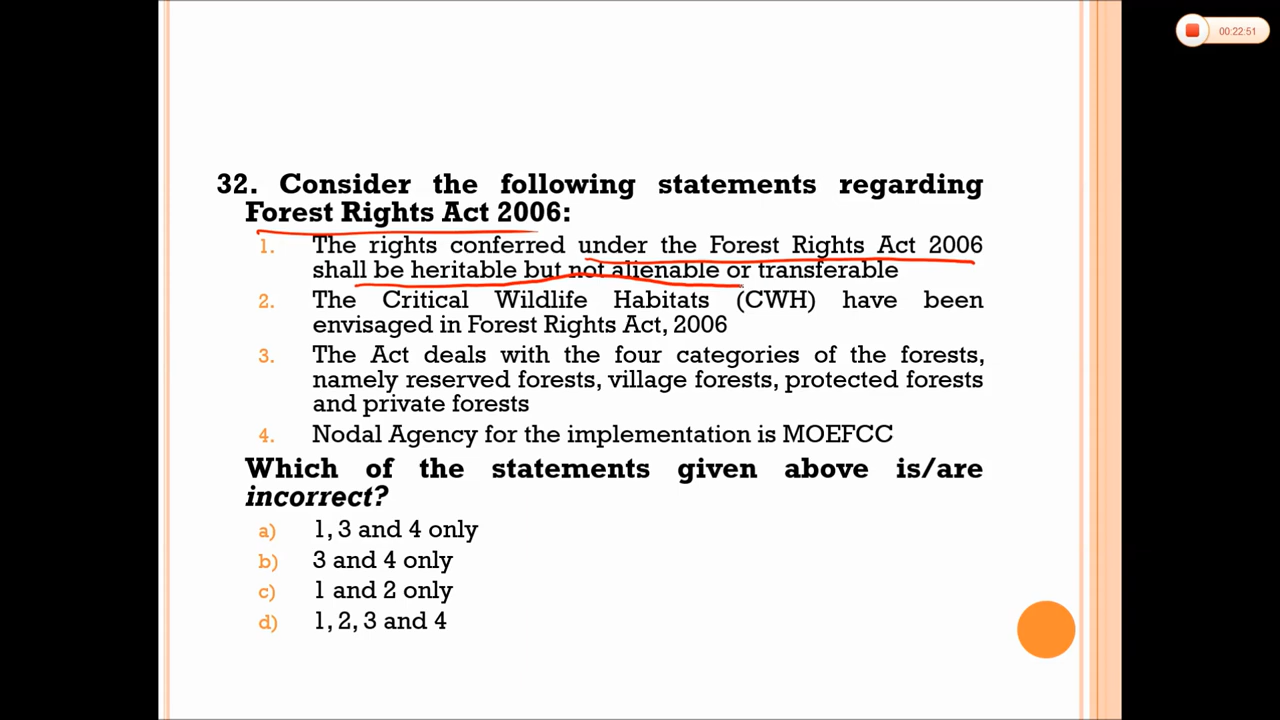 00:22:51
32. Consider the following statements regarding
Forest Rights Act 2006:
1. The rights conferred under the Forest Rights Act 2006
shall be heritable but not alienable or transferable
2. The Critical Wildlife Habitats (CWH) have been
envisaged in Forest Rights Act, 2006
3. The Act deals with the four categories of the forests,
namely reserved forests, village forests, protected forests
and private forests
4. Nodal Agency for the implementation is MOEFCC
Which of the statements given above is/are
incorrect?
a) 1, 3 and 4 only
b) 3 and 4 only
c) 1 and 2 only
d) 1, 2, 3 and 4